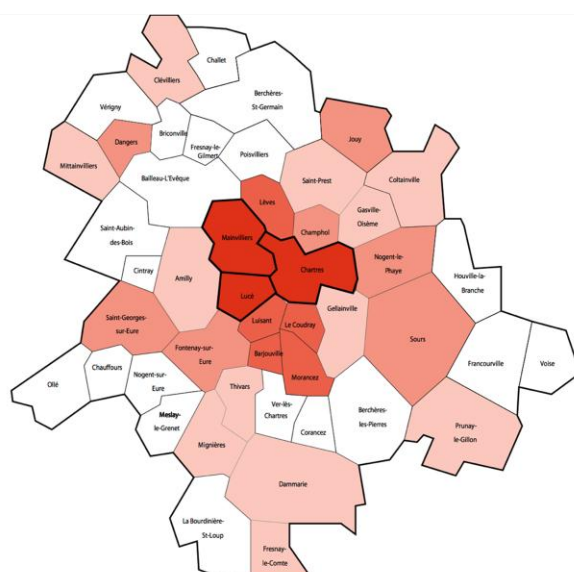 Challet
Clévilliers
Berchères-
St-Germain
Vérigny
Briconville
Jouy
Dangers
Fresnay-le-
Gilmert
Poisvilliers
Mittainvilliers
Bailleau-L'Evêque
Saint-Prest
Coltainville
Lèves
Gasville-
Oisème
Saint-Aubin-
des-Bois
Mainvilliers
Champhol
Nogent-le-
Phaye
Chartres
Cintray
Amilly
Houville-la-
Branche
Lucé
Gellainville
Saint-Georges-
sur-Eure
Luisant
Le Coudray
Sours
Fontenay-sur-
Eure
Barjouville
Chauffours
Francourville
Voise
Ollé
Nogent-sur-
Eure
Thivars
Morancez
Meslay-
le-Grenet
Ver-lès-
Chartres
Berchères-
les-Pierres
Corancez
Prunay-
le-Gillon
Mignières
Dammarie
La Bourdinière-
St-Loup
Fresnay-
le-Comte